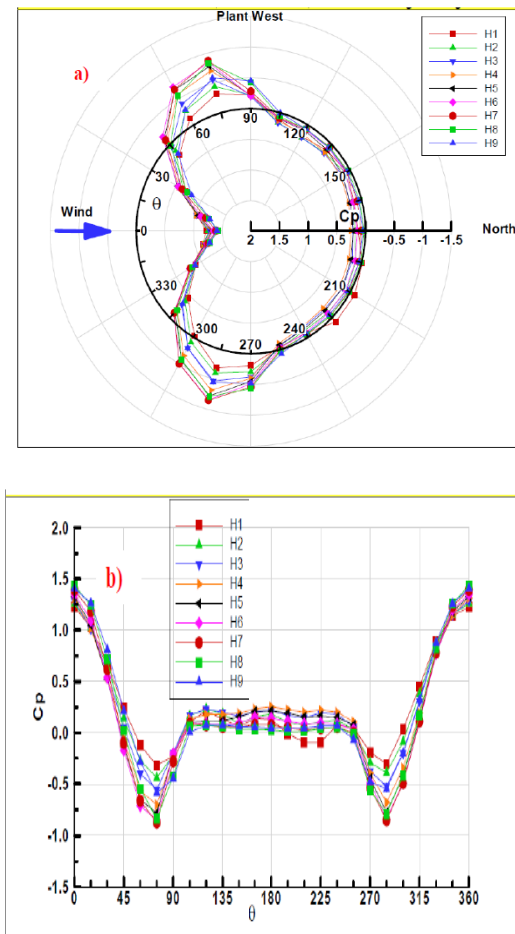 Plant West
a)
H1
H2
H3
H4
H5
H6
H7
H8
H9
90
60
120
30
150
θ
Wind
0
Cp
North
2 1.5 1 0.5 -0.5 -1 -1.5
330
210
300
240
270
b)
H1
H2
H3
H4
H5
H6
H7
H8
H9
2.0
1.5
1.0
0.5
0.0
-0.5
-1.0
-1.5
Cp
0 45 90 135 180 225 270 315 360
θ